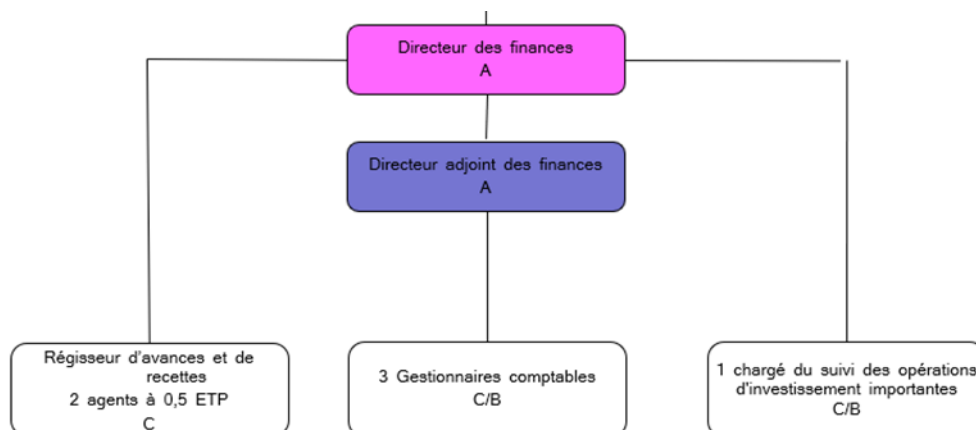 Directeur des finances
A
Directeur adjoint des finances
A
Régisseur d'avances et de
recettes
2 agents à 0,5 ETP
C
3 Gestionnaires comptables
C/B
1 chargé du suivi des opérations
d'investissement importantes
C/B